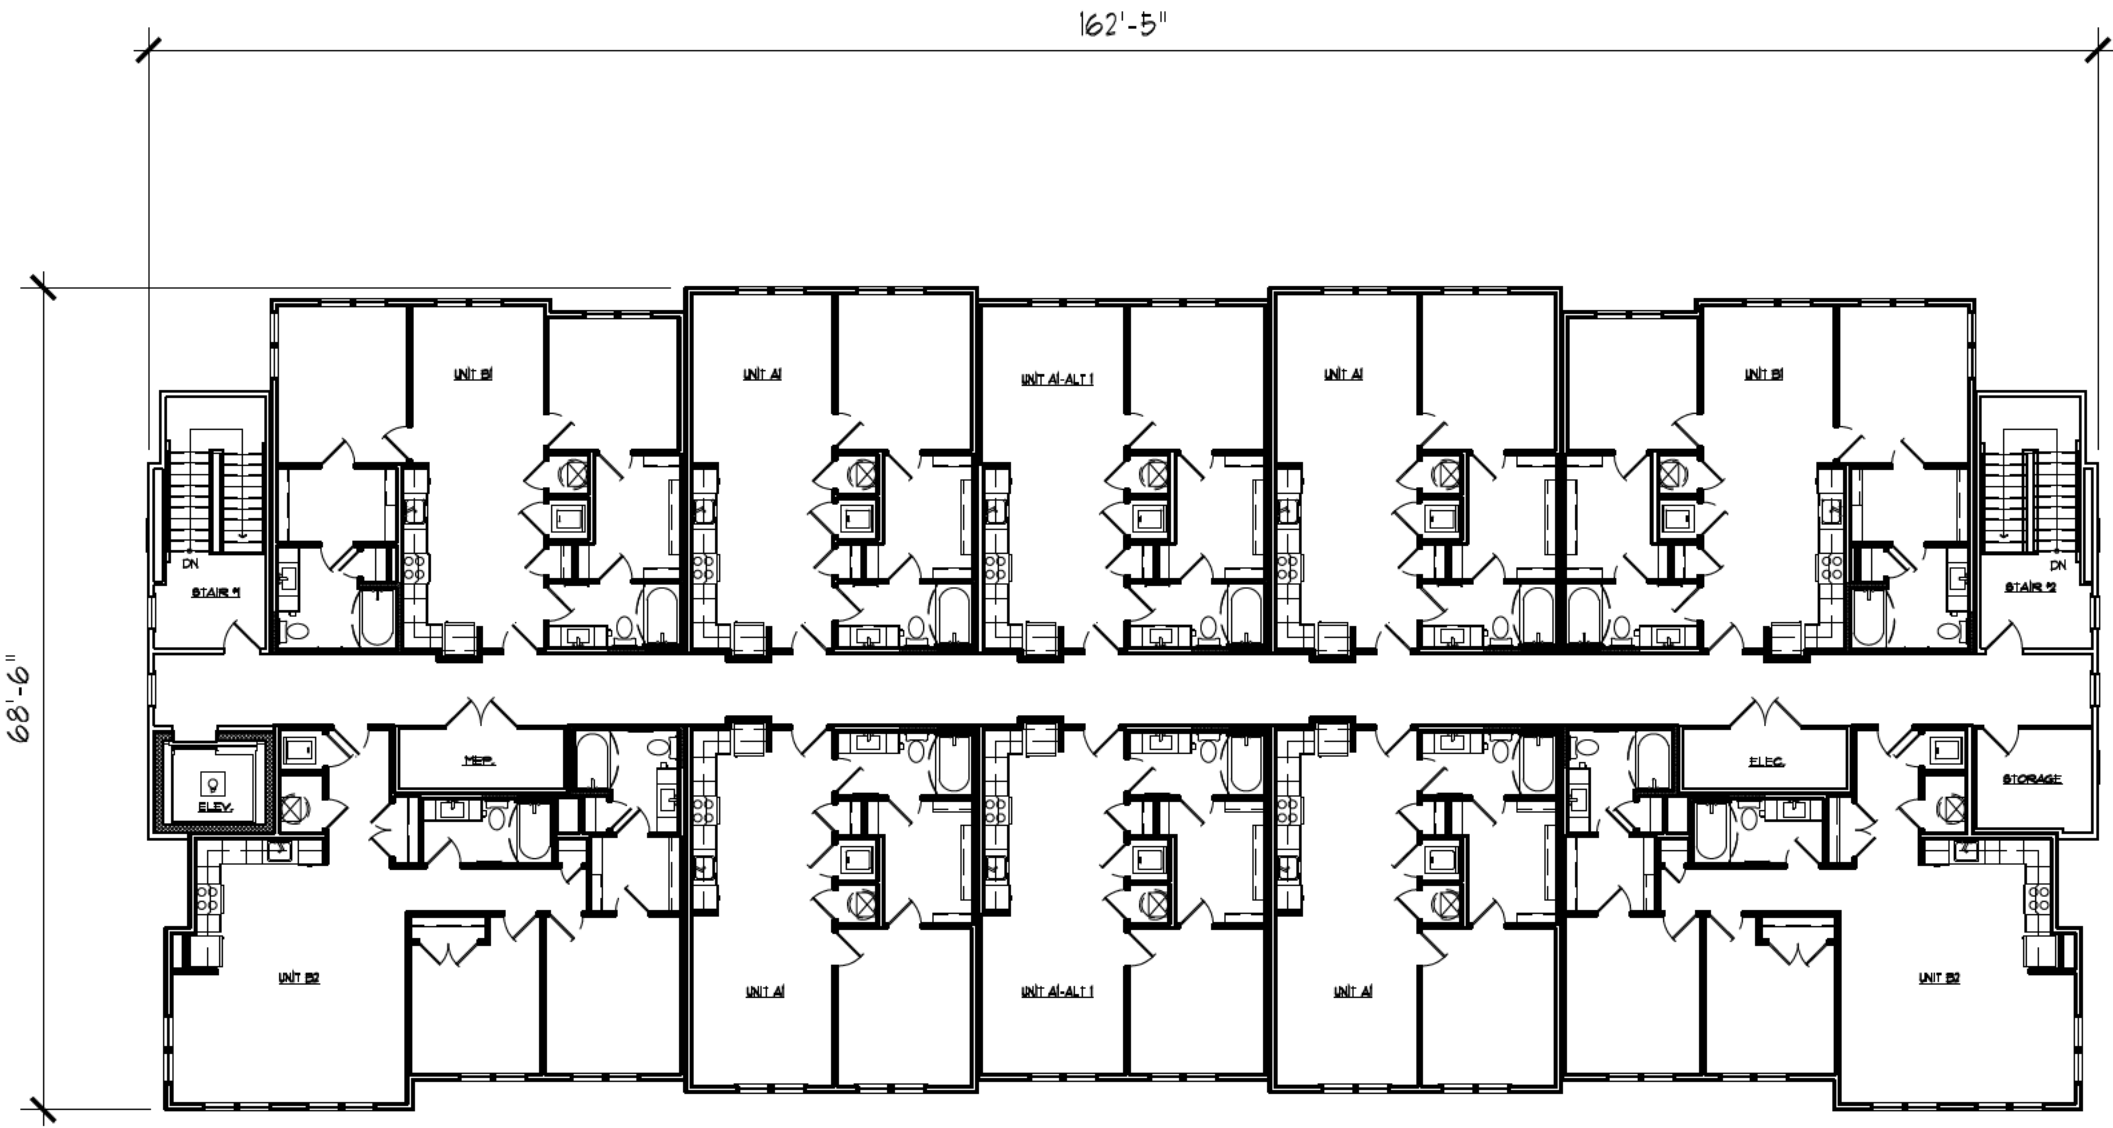 162'-5"
68'-6"
UNIT B1
UNIT A1
UNIT A1-ALT 1
UNIT A1
UNIT B1
DN
STAIR #1
DN
STAIR #2
MEP.
ELEC.
ELEV.
STORAGE
UNIT B2
UNIT A1
UNIT A1-ALT 1
UNIT A1
UNIT B2